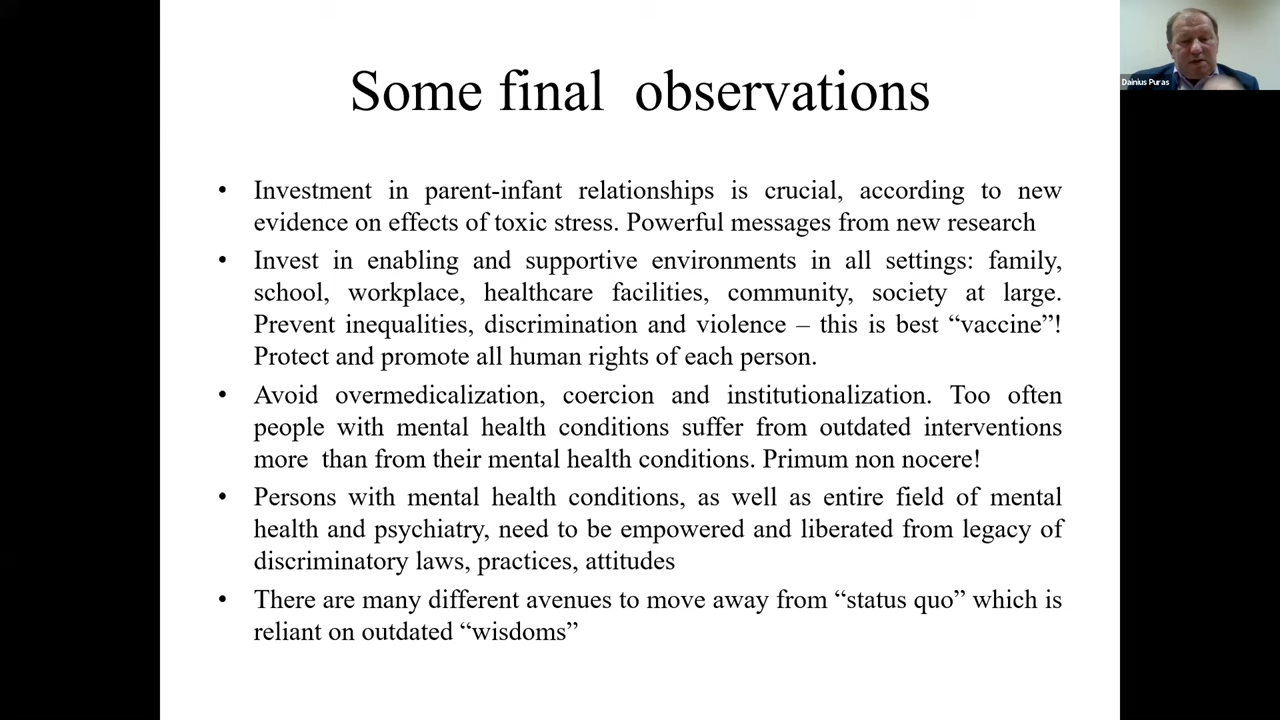 Some final observations
• Investment in parent-infant relationships is crucial, according to new
evidence on effects of toxic stress. Powerful messages from new research
• Invest in enabling and supportive environments in all settings: family,
school, workplace, healthcare facilities, community, society at large.
Prevent inequalities, discrimination and violence – this is best “vaccine”!
Protect and promote all human rights of each person.
• Avoid overmedicalization, coercion and institutionalization. Too often
people with mental health conditions suffer from outdated interventions
more than from their mental health conditions. Primum non nocere!
• Persons with mental health conditions, as well as entire field of mental
health and psychiatry, need to be empowered and liberated from legacy of
discriminatory laws, practices, attitudes
• There are many different avenues to move away from “status quo” which is
reliant on outdated “wisdoms”
Dainius Puras